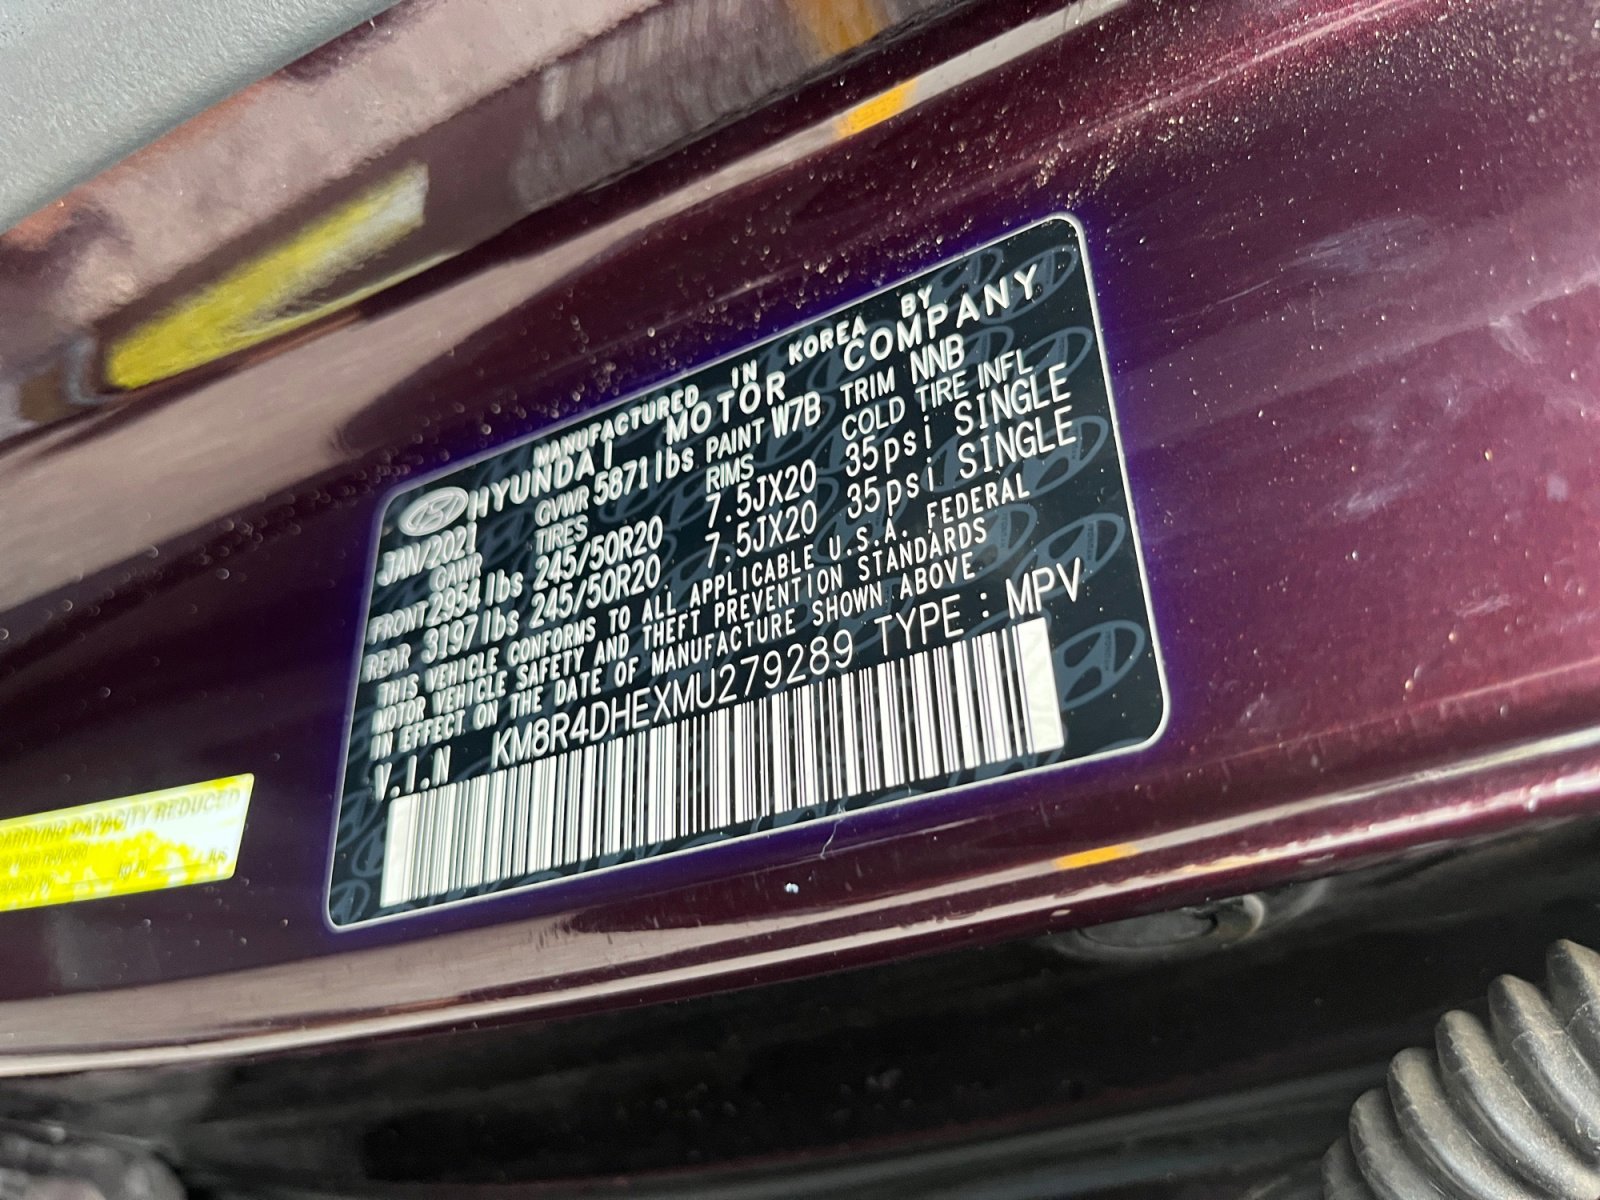 MANUFACTURED IN KOREA BY
HYUNDAI MOTOR COMPANY
JAN/2021 GVWR 5871lbs PAINT W7B TRIM NNB
GAWR TIRES RIMS COLD TIRE INFL
FRONT 2954lbs 245/50R20 7.5JX20 35psi SINGLE
REAR 3197lbs 245/50R20 7.5JX20 35psi SINGLE
THIS VEHICLE CONFORMS TO ALL APPLICABLE U.S.A. FEDERAL
MOTOR VEHICLE SAFETY AND THEFT PREVENTION STANDARDS
IN EFFECT ON THE DATE OF MANUFACTURE SHOWN ABOVE
V.I.N KM8R4DHEXMU279289 TYPE : MPV
CARRYING CAPACITY REDUCED